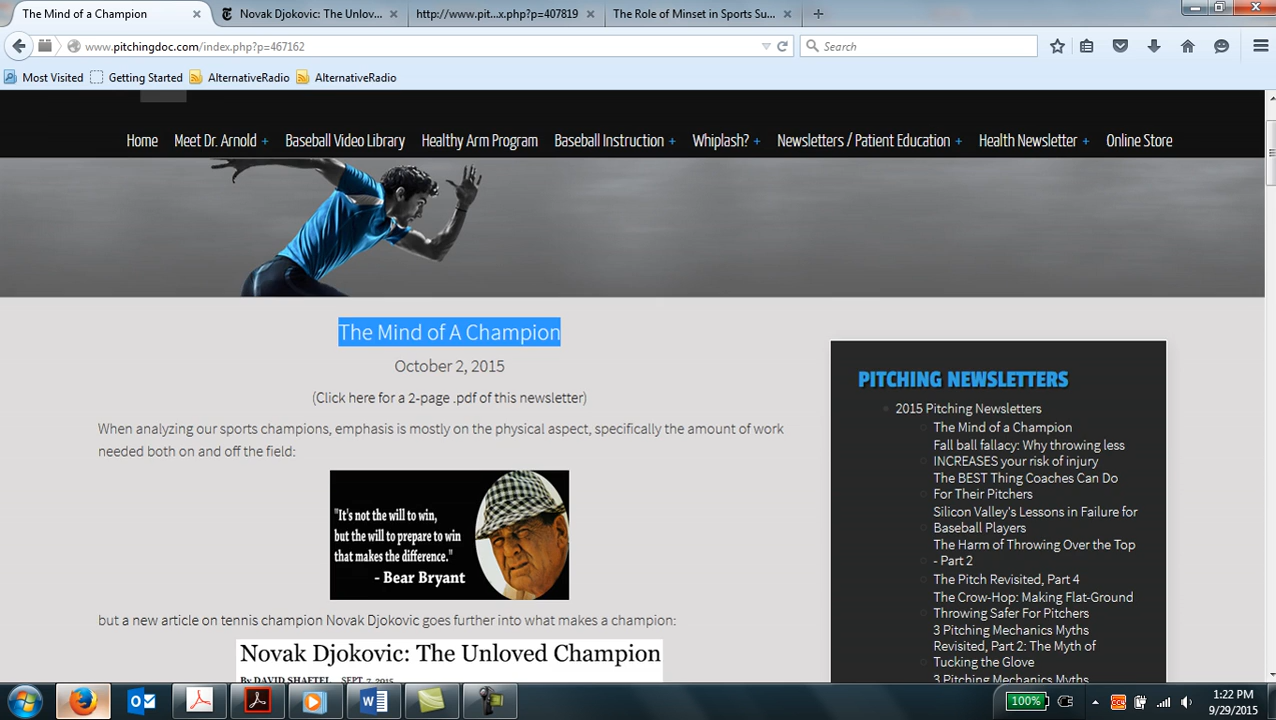 The Mind of a Champion
Novak Djokovic: The Unlov...
http://www.pit...x.php?p=407819
The Role of Minset in Sports Su...
www.pitchingdoc.com/index.php?p=467162
Search
Most Visited
Getting Started
AlternativeRadio
AlternativeRadio
Home
Meet Dr. Arnold +
Baseball Video Library
Healthy Arm Program
Baseball Instruction +
Whiplash? +
Newsletters / Patient Education +
Health Newsletter +
Online Store
The Mind of A Champion
October 2, 2015
(Click here for a 2-page .pdf of this newsletter)
When analyzing our sports champions, emphasis is mostly on the physical aspect, specifically the amount of work
needed both on and off the field:
"It's not the will to win,
but the will to prepare to win
that makes the difference."
- Bear Bryant
but a new article on tennis champion Novak Djokovic goes further into what makes a champion:
Novak Djokovic: The Unloved Champion
By DAVID SHAFTEL SEPT. 7, 2015
PITCHING NEWSLETTERS
2015 Pitching Newsletters
The Mind of a Champion
Fall ball fallacy: Why throwing less
INCREASES your risk of injury
The BEST Thing Coaches Can Do
For Their Pitchers
Silicon Valley's Lessons in Failure for
Baseball Players
The Harm of Throwing Over the Top
- Part 2
The Pitch Revisited, Part 4
The Crow-Hop: Making Flat-Ground
Throwing Safer For Pitchers
3 Pitching Mechanics Myths
Revisited, Part 2: The Myth of
Tucking the Glove
3 Pitching Mechanics Myths
100%
1:22 PM
9/29/2015